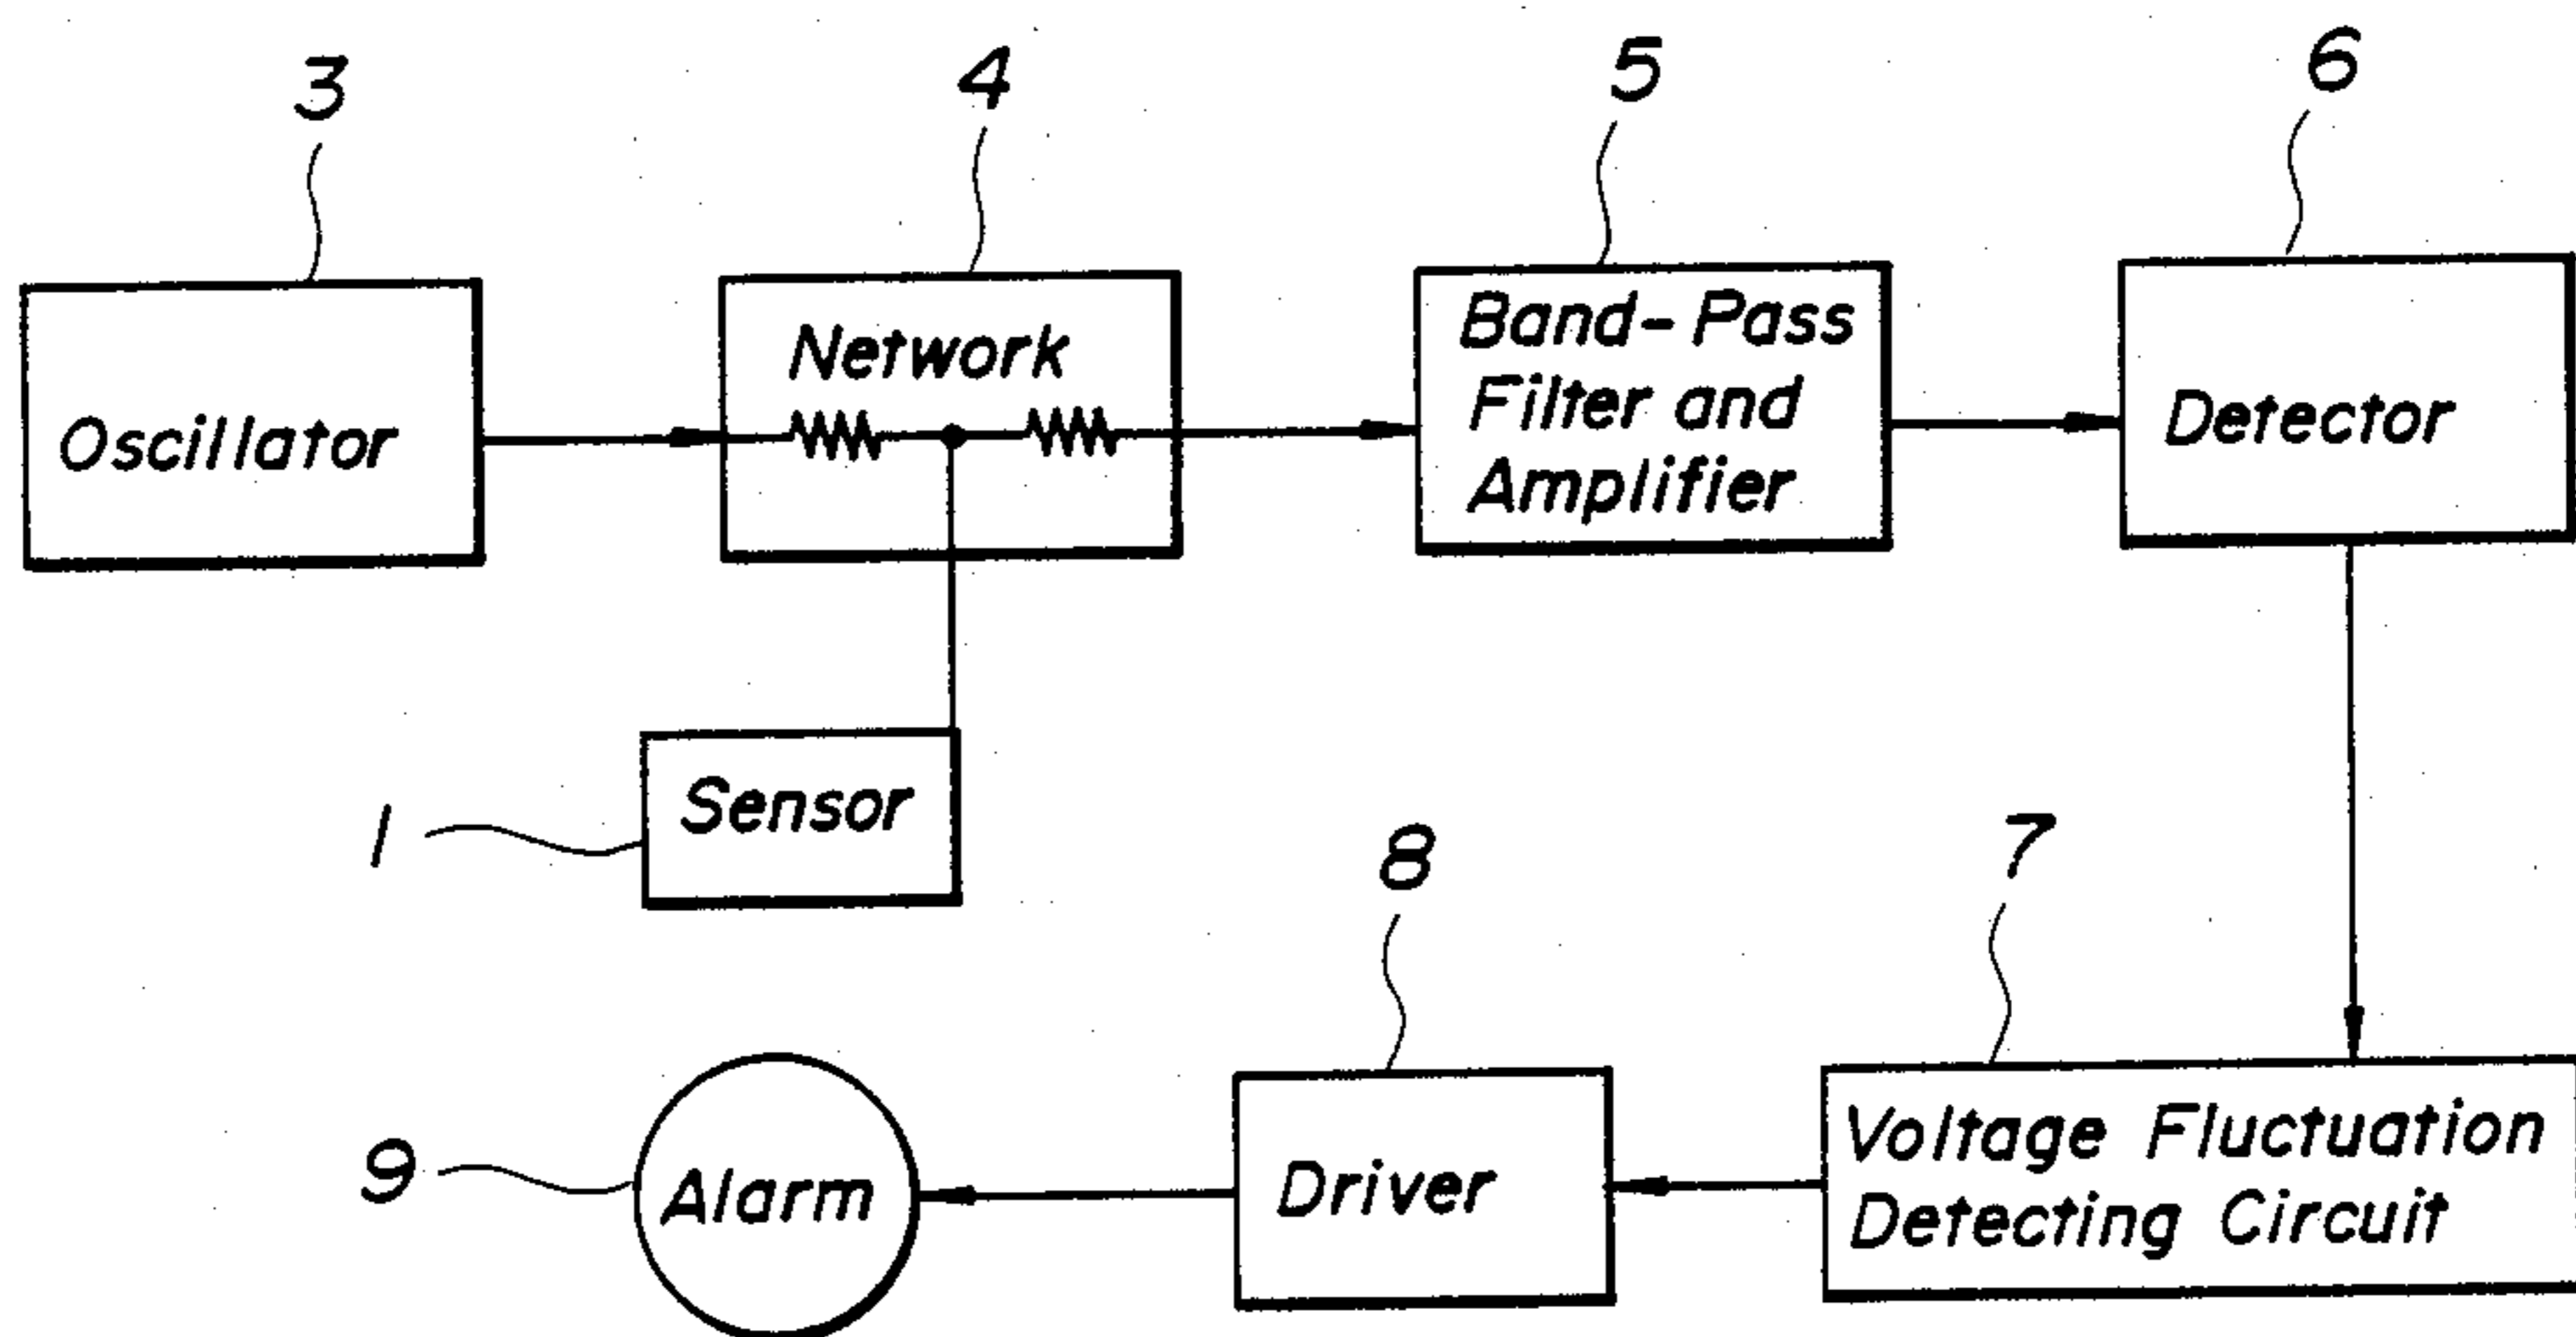 3
4
5
6
Oscillator
Network
Band-Pass
Filter and
Amplifier
Detector
1
Sensor
8
7
9
Alarm
Driver
Voltage Fluctuation
Detecting Circuit